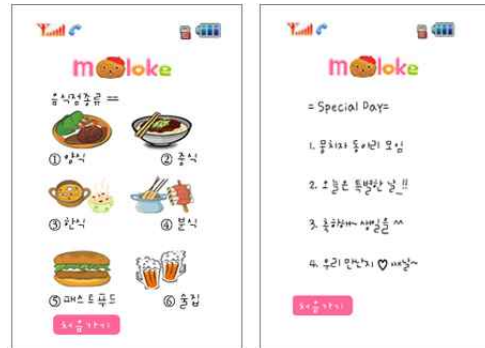 moloke
음식점종류 ==
① 양식 ② 중식
③ 한식 ④ 분식
⑤ 패스트푸드 ⑥ 술집
처음가기
moloke
= Special Day=
1. 뭉치자 동아리 모임
2. 오늘은 특별한 날_!!
3. 축하해~ 생일을 ^^
4. 우리 만난지 ♡ 째날~
처음가기